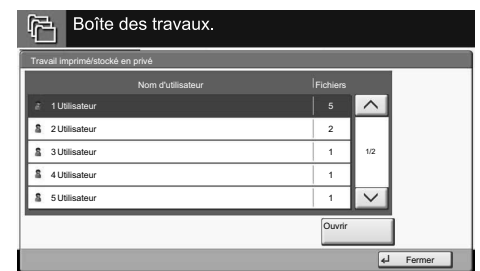 Boîte des travaux.
Travail imprimé/stocké en privé
Nom d'utilisateur Fichiers
1 Utilisateur 5
2 Utilisateur 2
3 Utilisateur 1
4 Utilisateur 1
5 Utilisateur 1
1/2
Ouvrir
Fermer